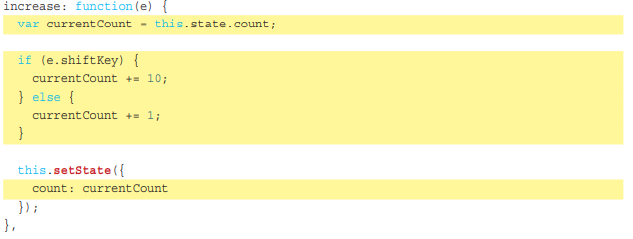 increase: function(e) {
  var currentCount = this.state.count;

  if (e.shiftKey) {
    currentCount += 10;
  } else {
    currentCount += 1;
  }

  this.setState({
    count: currentCount
  });
},